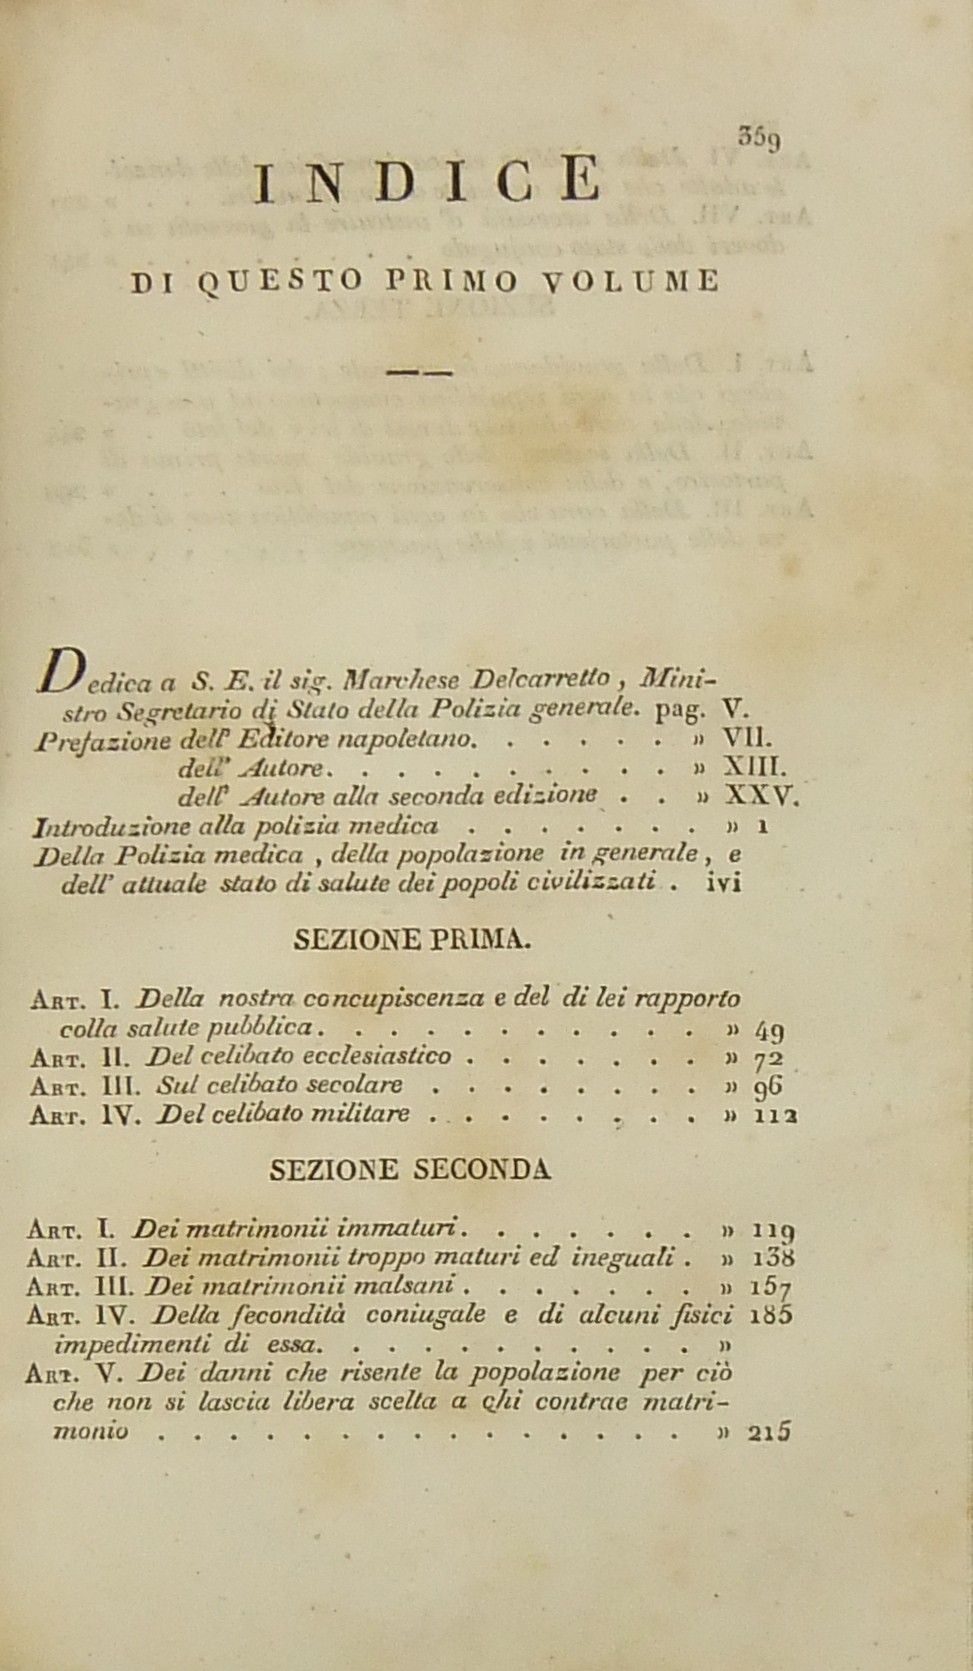 359
INDICE
DI QUESTO PRIMO VOLUME
Dedica a S. E. il sig. Marchese Delcarretto , Mini-
stro Segretario di Stato della Polizia generale. pag. V.
Prefazione dell' Editore napoletano. . . . . . » VII.
dell' Autore. . . . . . . . . . » XIII.
dell' Autore alla seconda edizione . . » XXV.
Introduzione alla polizia medica . . . . . . . » 1
Della Polizia medica , della popolazione in generale , e
dell' attuale stato di salute dei popoli civilizzati . ivi
SEZIONE PRIMA.
ART. I. Della nostra concupiscenza e del di lei rapporto
colla salute pubblica. . . . . . . . . . . . » 49
ART. II. Del celibato ecclesiastico . . . . . . . » 72
ART. III. Sul celibato secolare . . . . . . . . » 96
ART. IV. Del celibato militare . . . . . . . . » 112
SEZIONE SECONDA
ART. I. Dei matrimonii immaturi. . . . . . . » 119
ART. II. Dei matrimonii troppo maturi ed ineguali . » 138
ART. III. Dei matrimonii malsani . . . . . . . » 157
ART. IV. Della fecondità coniugale e di alcuni fisici 185
impedimenti di essa. . . . . . . . . . . »
ART. V. Dei danni che risente la popolazione per ciò
che non si lascia libera scelta a chi contrae matri-
monio . . . . . . . . . . . . . . . » 215